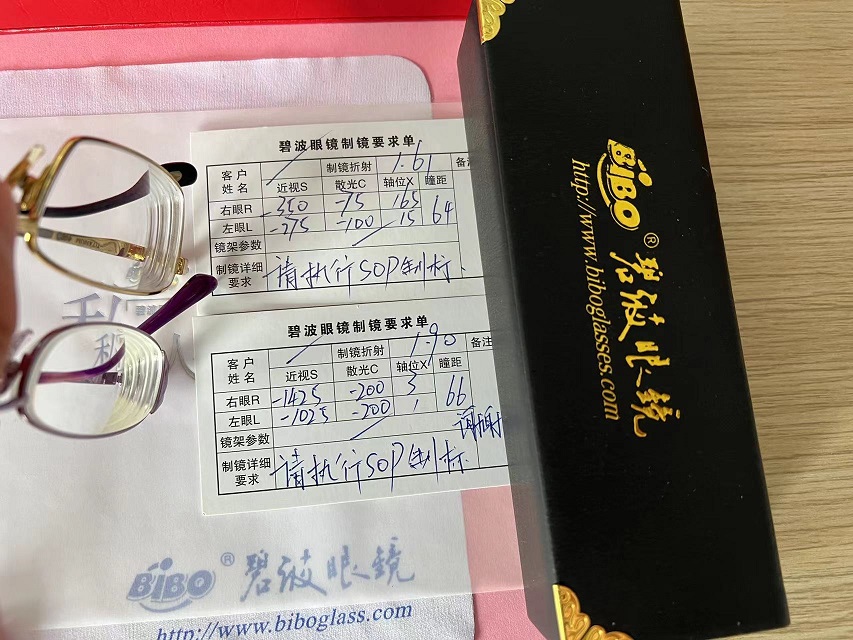 碧波眼镜制镜要求单
客户姓名 制镜折射 1.61 备注
近视S 散光C 轴位X 瞳距
右眼R -350 -75 165 64
左眼L -275 -100 15
镜架参数
制镜详细要求 请执行SOP制标
碧波眼镜制镜要求单
客户姓名 制镜折射 1.90 备注
近视S 散光C 轴位X 瞳距
右眼R -1425 -200 3 66
左眼L -1025 -200 1
镜架参数
制镜详细要求 请执行SOP制标
BiBO® 碧波眼镜
http://www.biboglass.com
BiBO® 碧波眼镜
http://www.biboglasses.com